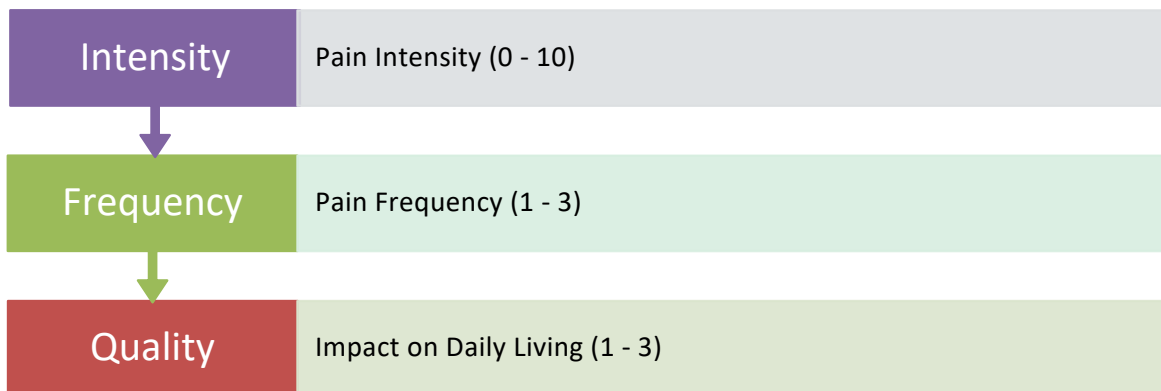 Intensity
Pain Intensity (0 - 10)
Frequency
Pain Frequency (1 - 3)
Quality
Impact on Daily Living (1 - 3)